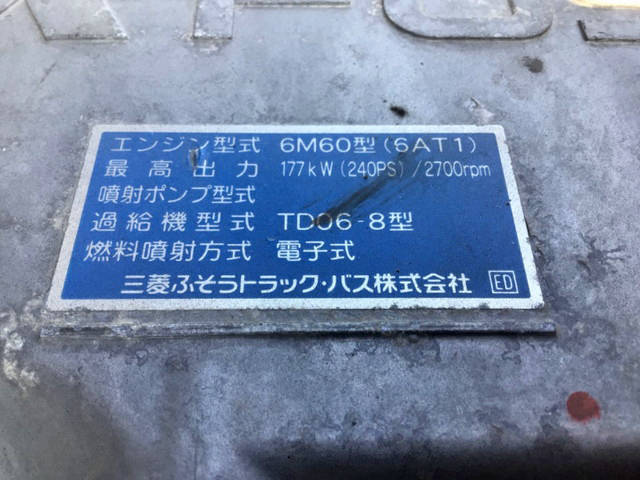 エンジン型式 6M60型(6AT1)
最高出力 177kW(240PS)/2700rpm
噴射ポンプ型式
過給機型式 TD06-8型
燃料噴射方式 電子式
三菱ふそうトラック・バス株式会社 ED